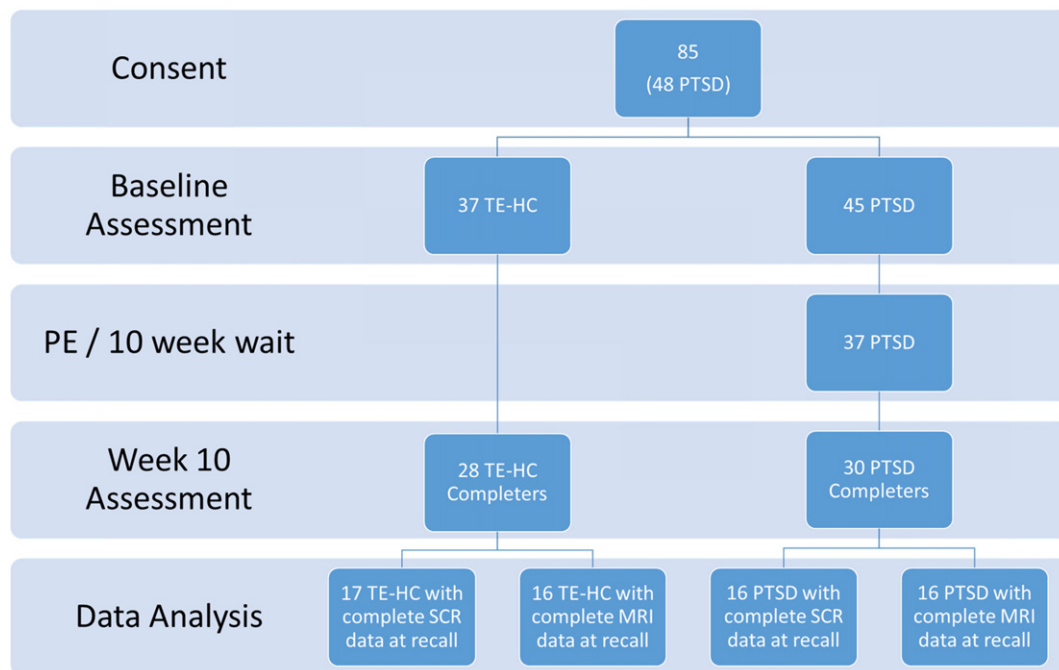 Consent
85
(48 PTSD)
Baseline
Assessment
37 TE-HC
45 PTSD
PE / 10 week wait
37 PTSD
Week 10
Assessment
28 TE-HC
Completers
30 PTSD
Completers
Data Analysis
17 TE-HC with
complete SCR
data at recall
16 TE-HC with
complete MRI
data at recall
16 PTSD with
complete SCR
data at recall
16 PTSD with
complete MRI
data at recall